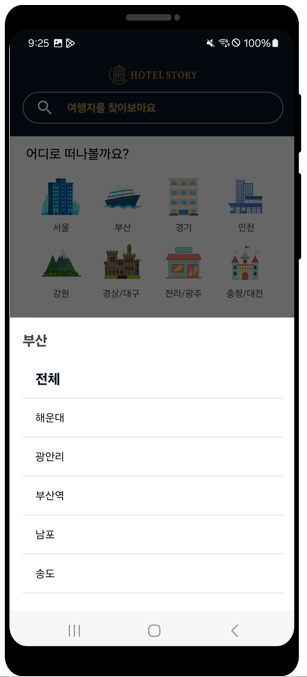 9:25
100%
HOTEL STORY
여행지를 찾아보아요
어디로 떠나볼까요?
서울 부산 경기 인천
강원 경상/대구 전라/광주 충청/대전
부산
전체
해운대
광안리
부산역
남포
송도